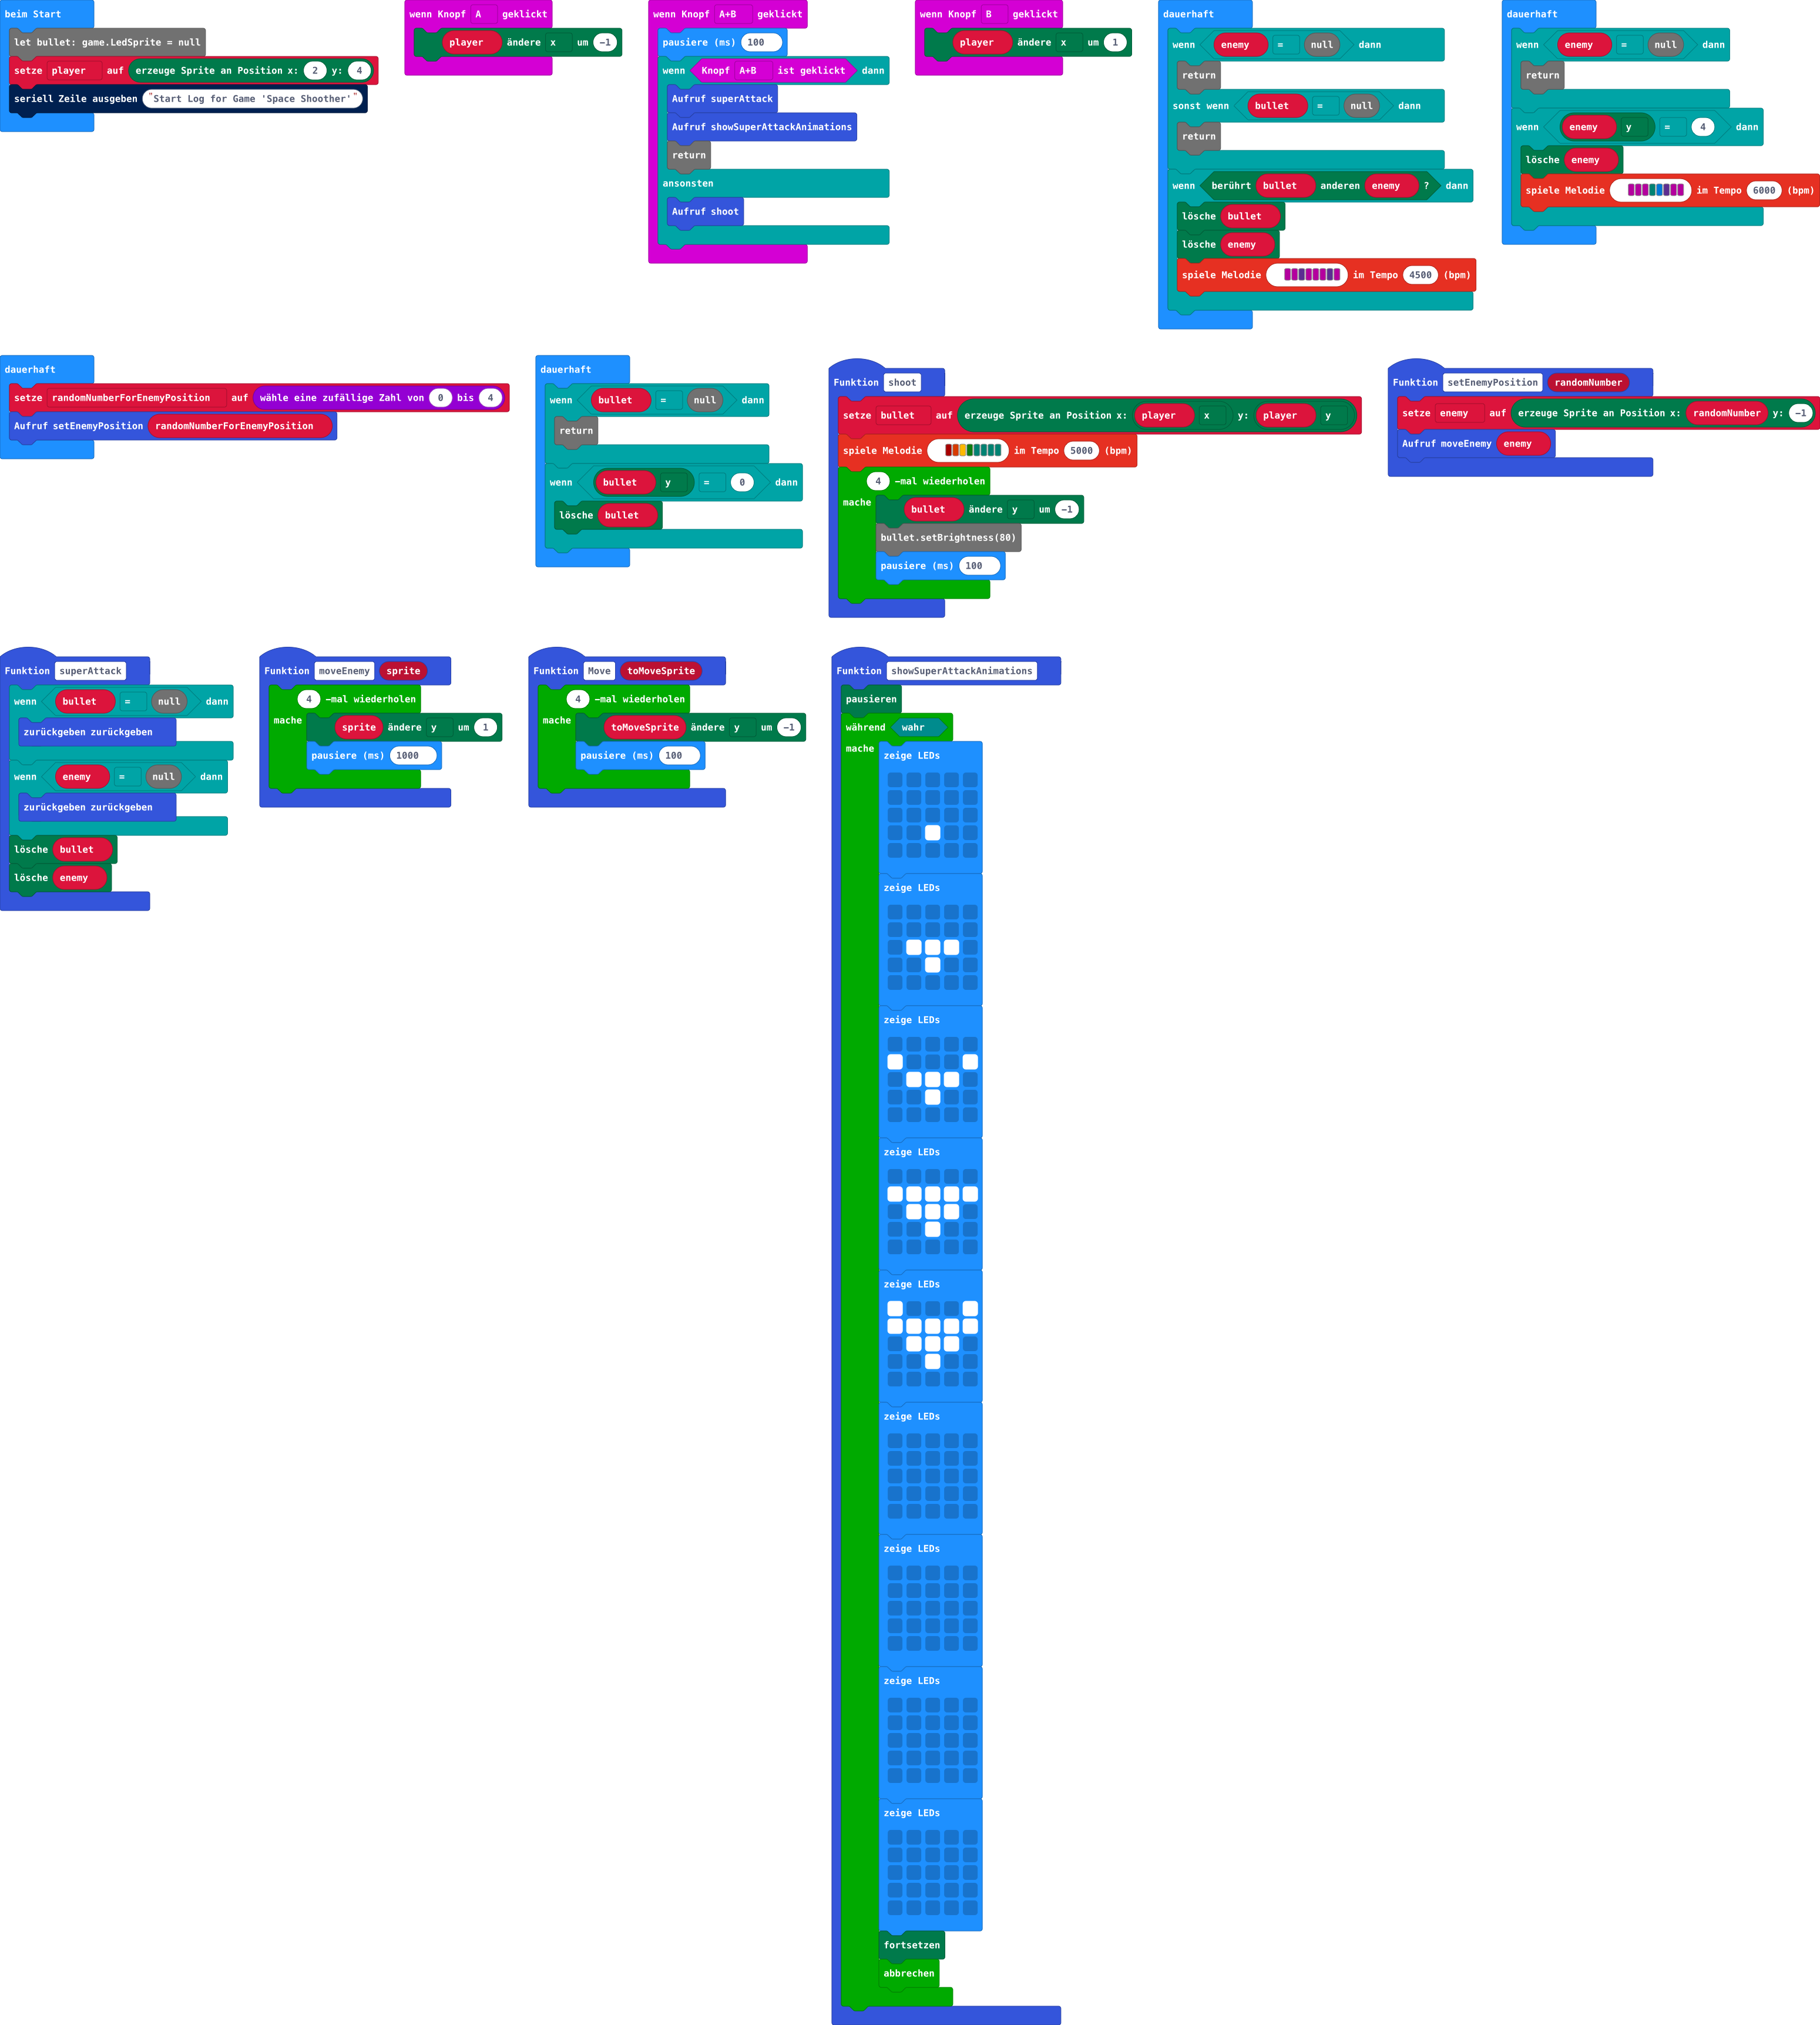 beim Start
let bullet: game.LedSprite = null
setze player auf erzeuge Sprite an Position x: 2 y: 4
seriell Zeile ausgeben "Start Log for Game 'Space Shoother'"
wenn Knopf A geklickt
player ändere x um -1
wenn Knopf A+B geklickt
pausiere (ms) 100
wenn Knopf A+B ist geklickt dann
Aufruf superAttack
Aufruf showSuperAttackAnimations
return
ansonsten
Aufruf shoot
wenn Knopf B geklickt
player ändere x um 1
dauerhaft
wenn enemy = null dann
return
sonst wenn bullet = null dann
return
wenn berührt bullet anderen enemy ? dann
lösche bullet
lösche enemy
spiele Melodie im Tempo 4500 (bpm)
dauerhaft
wenn enemy = null dann
return
wenn enemy y = 4 dann
lösche enemy
spiele Melodie im Tempo 6000 (bpm)
dauerhaft
setze randomNumberForEnemyPosition auf wähle eine zufällige Zahl von 0 bis 4
Aufruf setEnemyPosition randomNumberForEnemyPosition
dauerhaft
wenn bullet = null dann
return
wenn bullet y = 0 dann
lösche bullet
Funktion shoot
setze bullet auf erzeuge Sprite an Position x: player x y: player y
spiele Melodie im Tempo 5000 (bpm)
4 -mal wiederholen
mache bullet ändere y um -1
bullet.setBrightness(80)
pausiere (ms) 100
Funktion setEnemyPosition randomNumber
setze enemy auf erzeuge Sprite an Position x: randomNumber y: -1
Aufruf moveEnemy enemy
Funktion superAttack
wenn bullet = null dann
zurückgeben zurückgeben
wenn enemy = null dann
zurückgeben zurückgeben
lösche bullet
lösche enemy
Funktion moveEnemy sprite
4 -mal wiederholen
mache sprite ändere y um 1
pausiere (ms) 1000
Funktion Move toMoveSprite
4 -mal wiederholen
mache toMoveSprite ändere y um -1
pausiere (ms) 100
Funktion showSuperAttackAnimations
pausieren
während wahr
mache zeige LEDs
zeige LEDs
zeige LEDs
zeige LEDs
zeige LEDs
zeige LEDs
zeige LEDs
zeige LEDs
zeige LEDs
fortsetzen
abbrechen